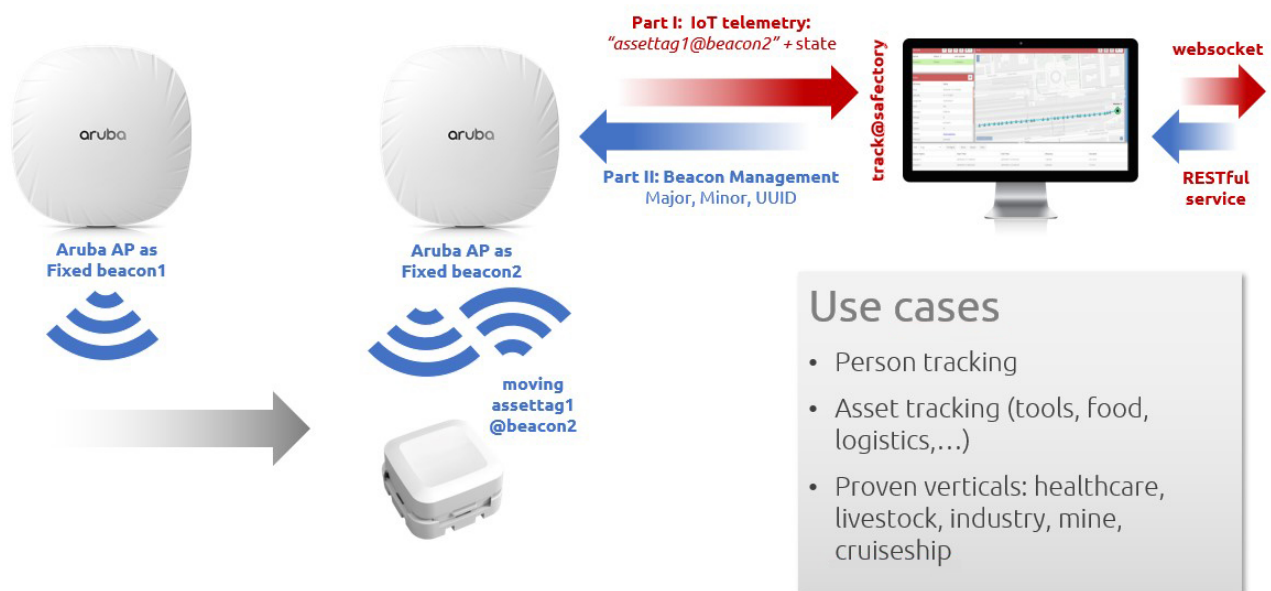 Part I: IoT telemetry:
"assettag1@beacon2" + state
websocket
track@safectory
aruba
aruba
Part II: Beacon Management
Major, Minor, UUID
RESTful
service
Aruba AP as
Fixed beacon1
Aruba AP as
Fixed beacon2
moving
assettag1
@beacon2
Use cases
• Person tracking
• Asset tracking (tools, food,
logistics,...)
• Proven verticals: healthcare,
livestock, industry, mine,
cruiseship